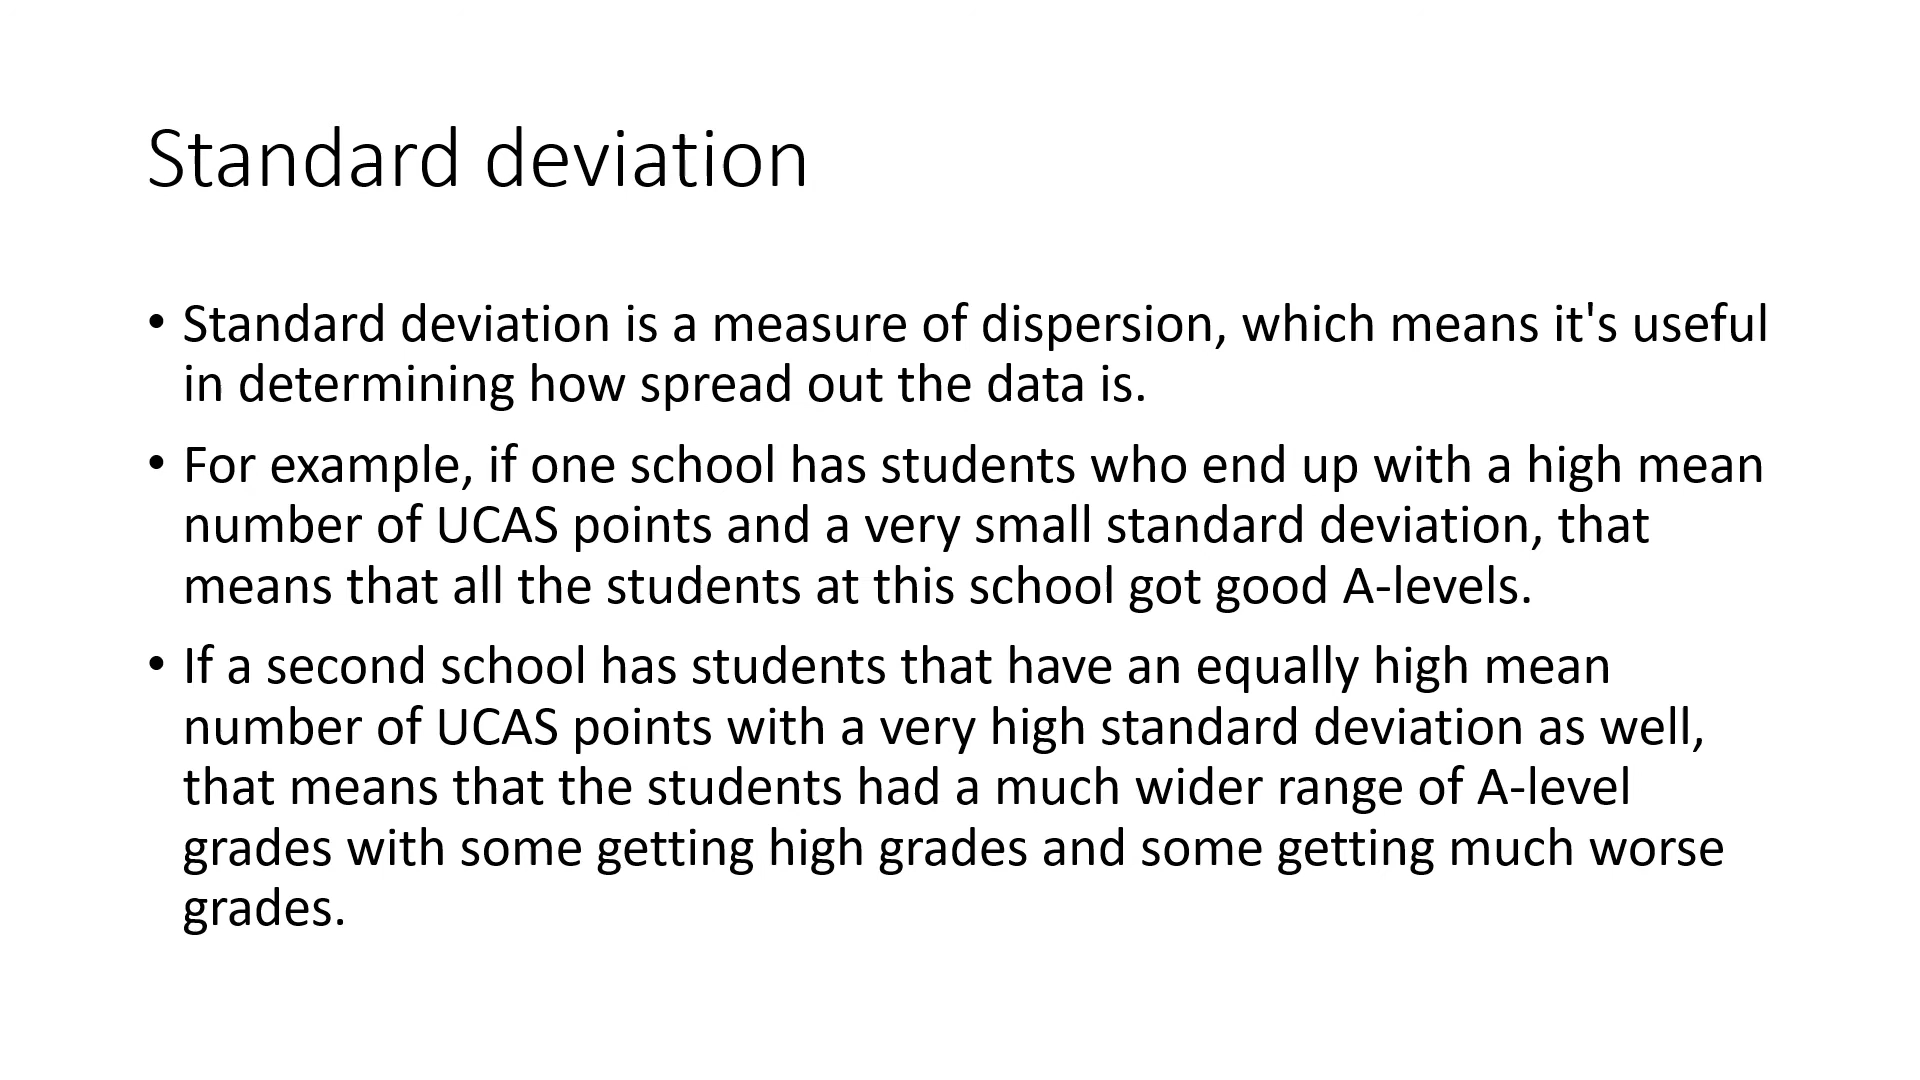 Standard deviation
• Standard deviation is a measure of dispersion, which means it's useful
in determining how spread out the data is.
• For example, if one school has students who end up with a high mean
number of UCAS points and a very small standard deviation, that
means that all the students at this school got good A-levels.
• If a second school has students that have an equally high mean
number of UCAS points with a very high standard deviation as well,
that means that the students had a much wider range of A-level
grades with some getting high grades and some getting much worse
grades.